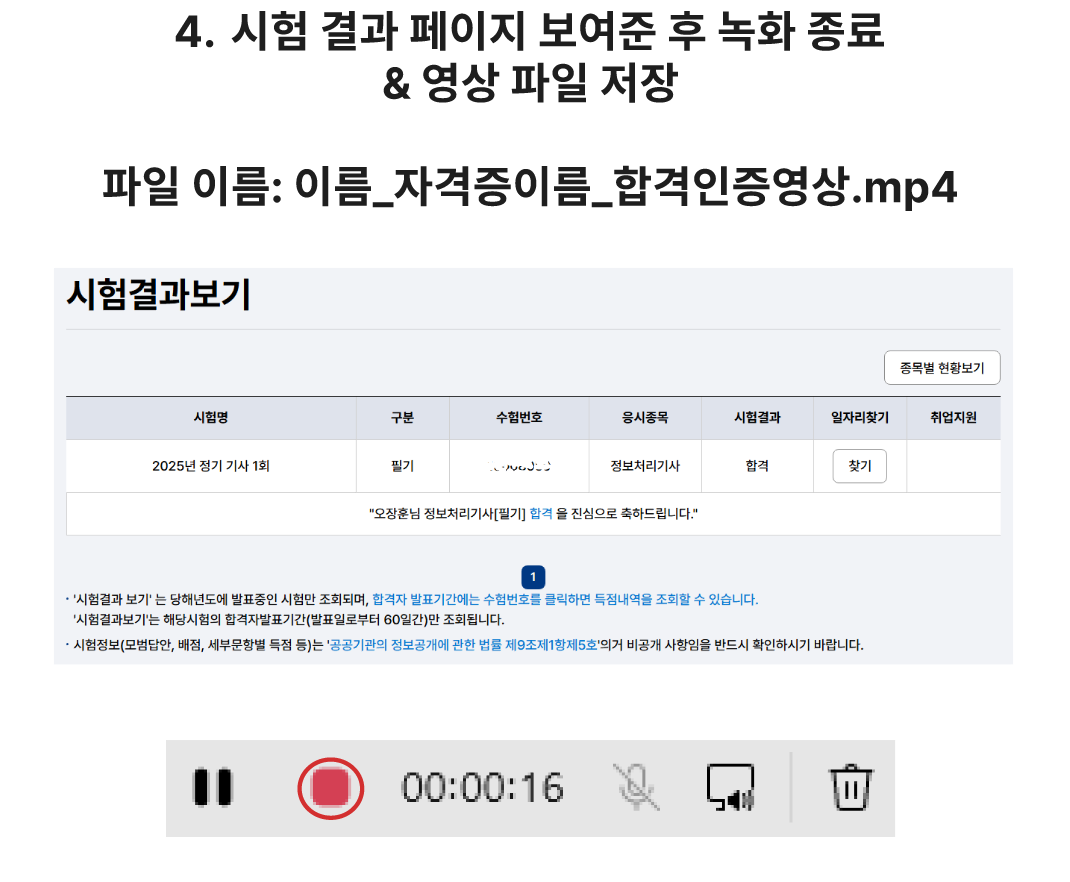 4. 시험 결과 페이지 보여준 후 녹화 종료
& 영상 파일 저장
파일 이름: 이름_자격증이름_합격인증영상.mp4
시험결과보기
종목별 현황보기
시험명 구분 수험번호 응시종목 시험결과 일자리찾기 취업지원
2025년 정기 기사 1회 필기 정보처리기사 합격 찾기
"오장훈님 정보처리기사[필기] 합격 을 진심으로 축하드립니다."
1
· '시험결과 보기' 는 당해년도에 발표중인 시험만 조회되며, 합격자 발표기간에는 수험번호를 클릭하면 득점내역을 조회할 수 있습니다.
'시험결과보기'는 해당시험의 합격자발표기간(발표일로부터 60일간)만 조회됩니다.
· 시험정보(모범답안, 배점, 세부문항별 득점 등)는 '공공기관의 정보공개에 관한 법률 제9조제1항제5호'의거 비공개 사항임을 반드시 확인하시기 바랍니다.
00:00:16